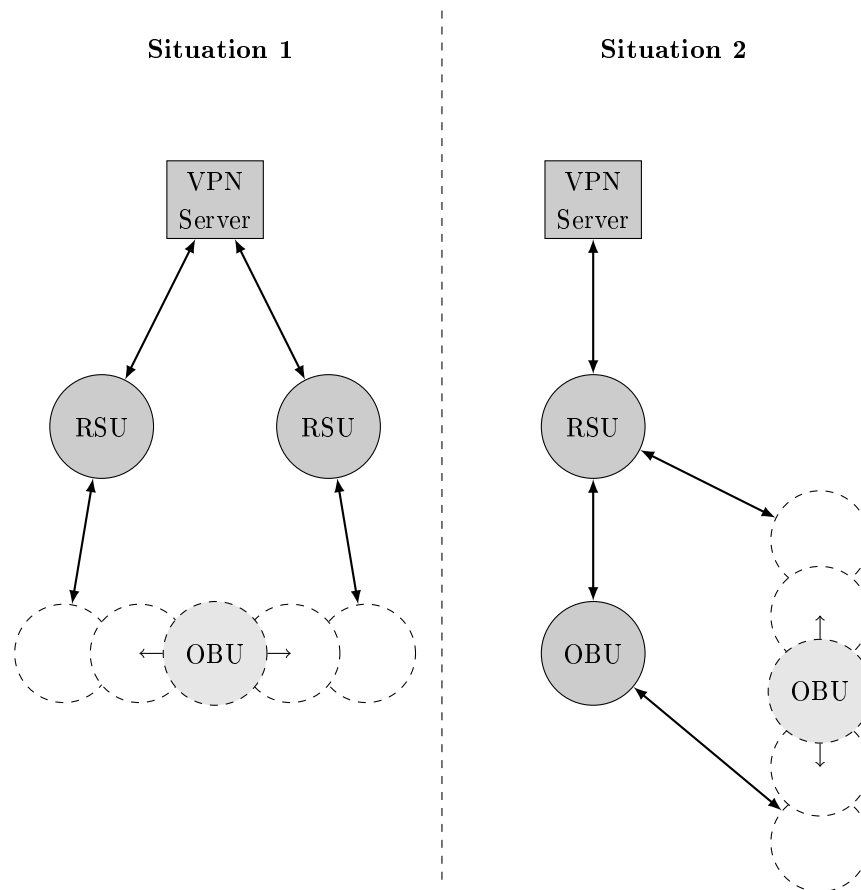 Situation 1
VPN
Server
RSU
RSU
OBU
Situation 2
VPN
Server
RSU
OBU
OBU